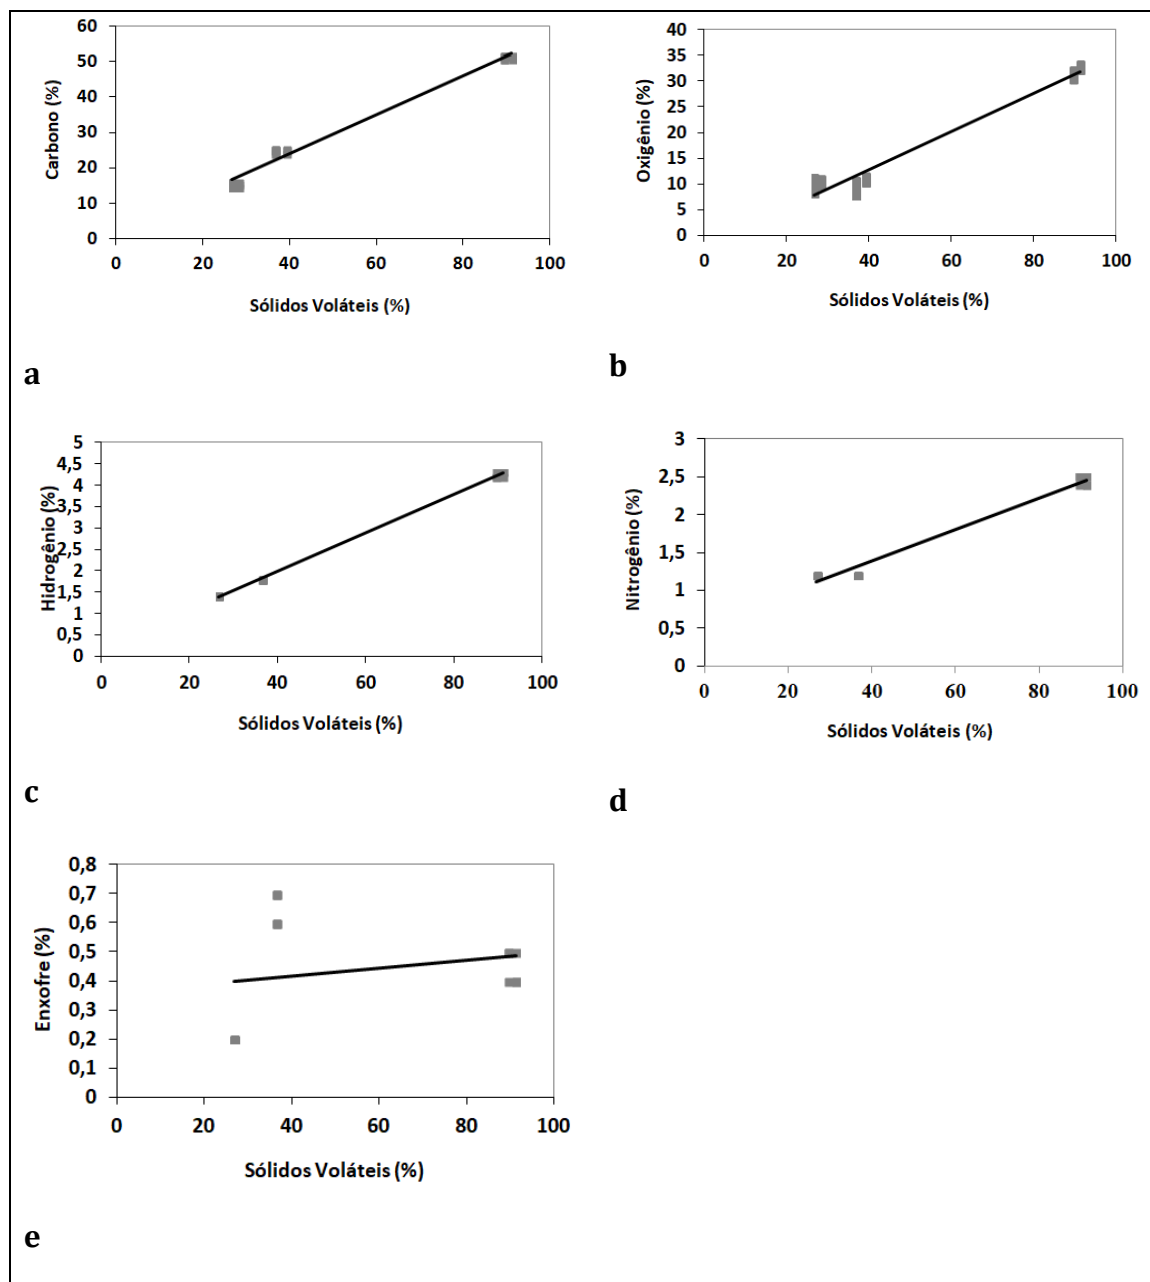 60
50
40
30
20
10
0
Carbono (%)
0 20 40 60 80 100
Sólidos Voláteis (%)
a
40
35
30
25
20
15
10
5
0
Oxigênio (%)
0 20 40 60 80 100
Sólidos Voláteis (%)
b
5
4,5
4
3,5
3
2,5
2
1,5
1
0,5
0
Hidrogênio (%)
0 20 40 60 80 100
Sólidos Voláteis (%)
c
3
2,5
2
1,5
1
0,5
0
Nitrogênio (%)
0 20 40 60 80 100
Sólidos Voláteis (%)
d
0,8
0,7
0,6
0,5
0,4
0,3
0,2
0,1
0
Enxofre (%)
0 20 40 60 80 100
Sólidos Voláteis (%)
e